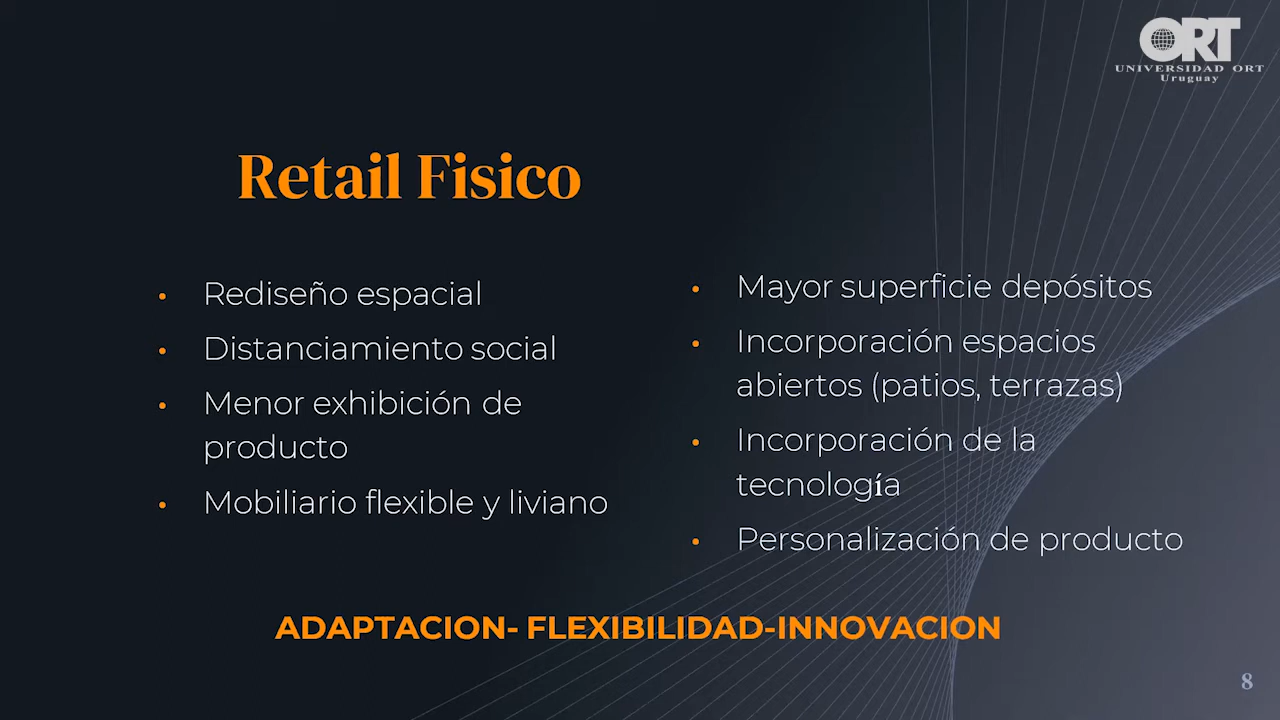 ORT
UNIVERSIDAD ORT
Uruguay
Retail Fisico
• Rediseño espacial
• Distanciamiento social
• Menor exhibición de
producto
• Mobiliario flexible y liviano
• Mayor superficie depósitos
• Incorporación espacios
abiertos (patios, terrazas)
• Incorporación de la
tecnología
• Personalización de producto
ADAPTACION- FLEXIBILIDAD-INNOVACION
8